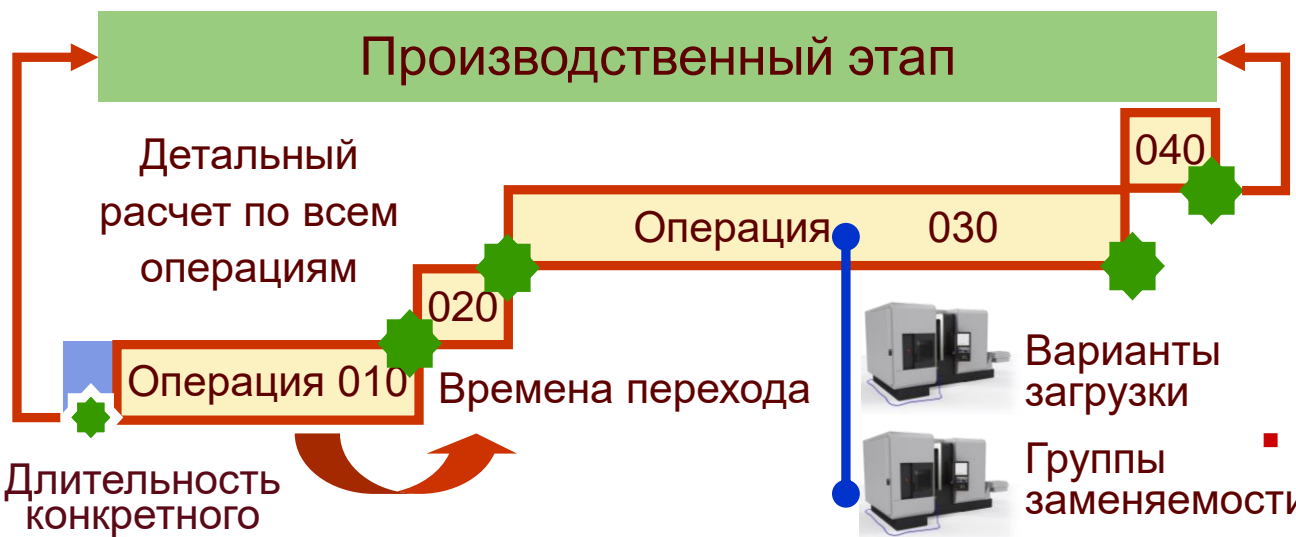 Производственный этап
Детальный
расчет по всем
операциям
040
Операция 030
020
Операция 010
Времена перехода
Варианты
загрузки
Группы
заменяемости
Длительность
конкретного